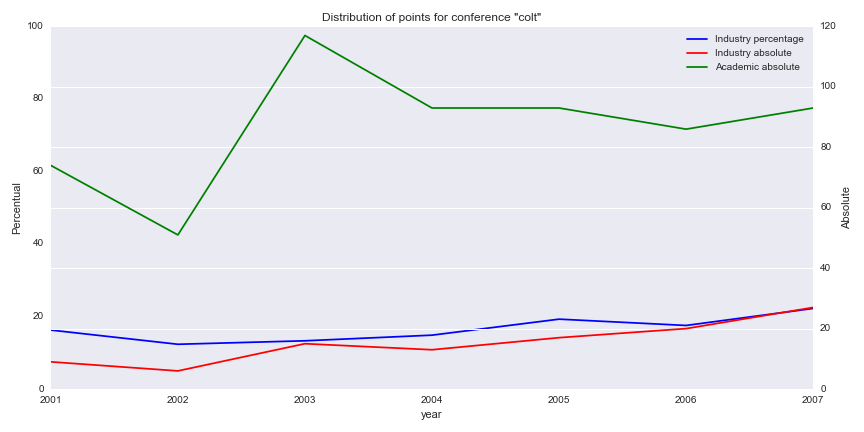 Distribution of points for conference "colt"
100
80
60
40
20
0
Percentual
120
100
80
60
40
20
0
Absolute
Industry percentage
Industry absolute
Academic absolute
2001 2002 2003 2004 2005 2006 2007
year